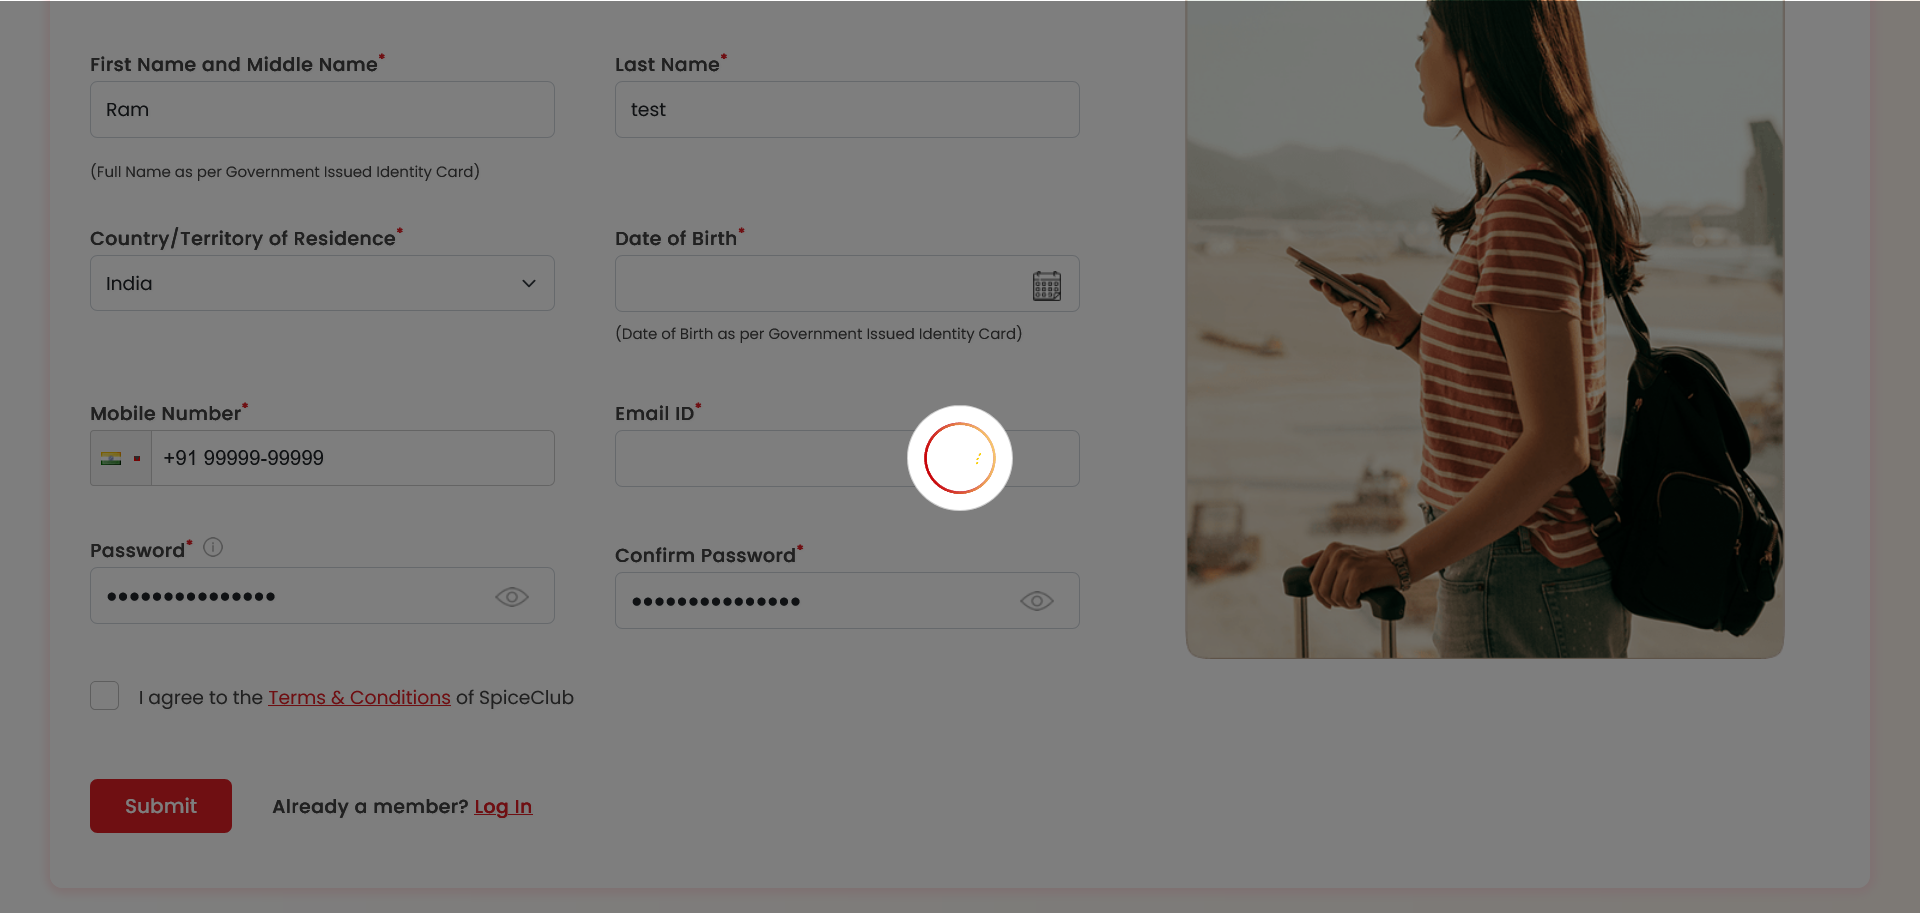 First Name and Middle Name*
Last Name*
Ram
test
(Full Name as per Government Issued Identity Card)
Country/Territory of Residence*
Date of Birth*
India
(Date of Birth as per Government Issued Identity Card)
Mobile Number*
Email ID*
+91 99999-99999
Password*
Confirm Password*
•••••••••••••••
•••••••••••••••
I agree to the Terms & Conditions of SpiceClub
Submit
Already a member? Log In